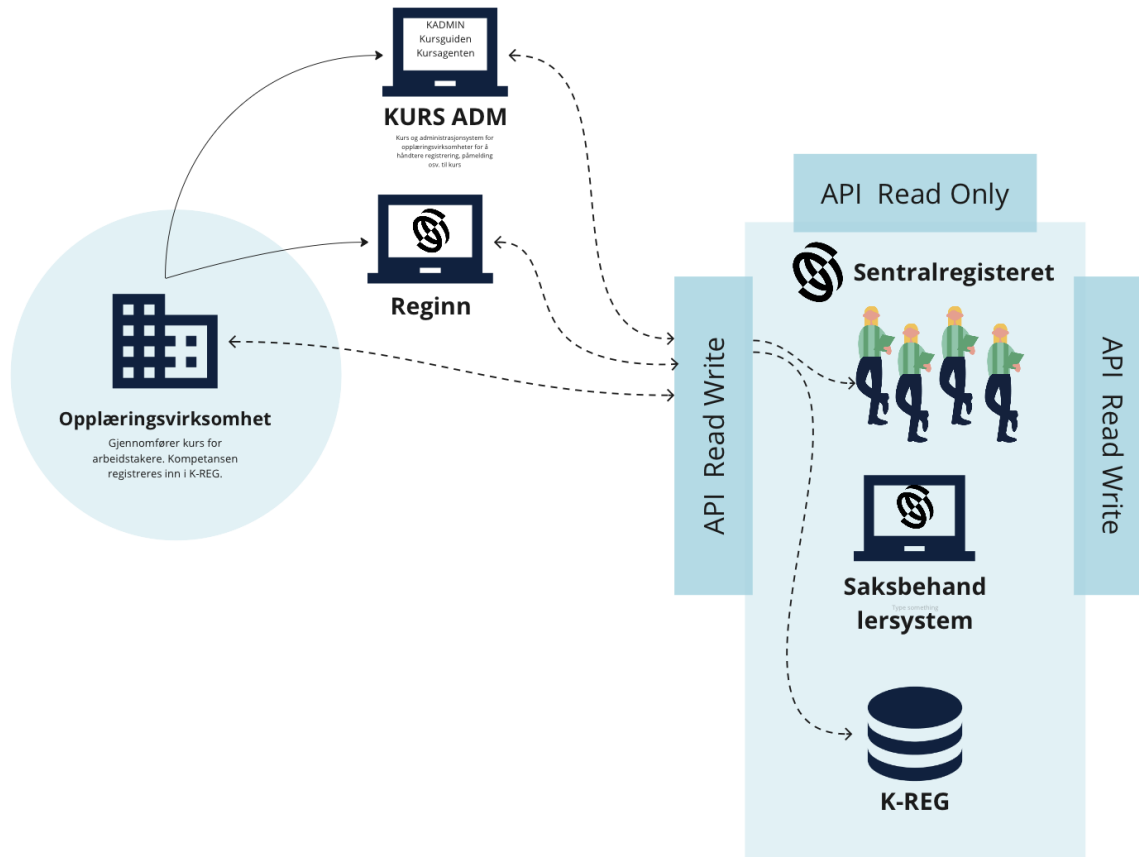 KADMIN
Kursguiden
Kursagenten
KURS ADM
Kurs og administrasjonsystem for
opplæringsvirksomheter for å
håndtere registrering, påmelding
osv. til kurs
Reginn
Opplæringsvirksomhet
Gjennomfører kurs for
arbeidstakere. Kompetansen
registreres inn i K-REG.
API Read Only
Sentralregisteret
API Read Write
API Read Write
Saksbehand
Type something
lersystem
K-REG